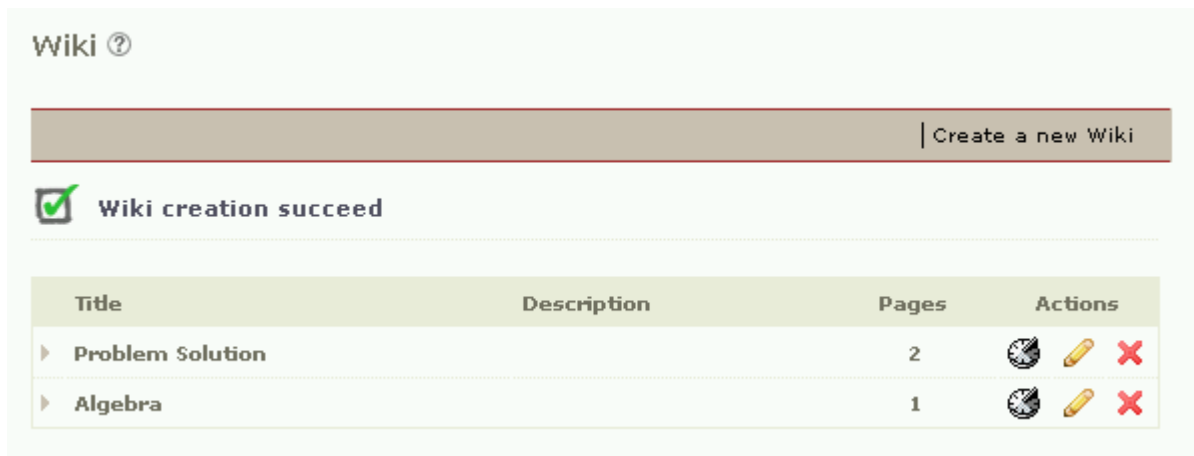 Wiki ?
|Create a new Wiki
Wiki creation succeed
Title Description Pages Actions
Problem Solution 2
Algebra 1